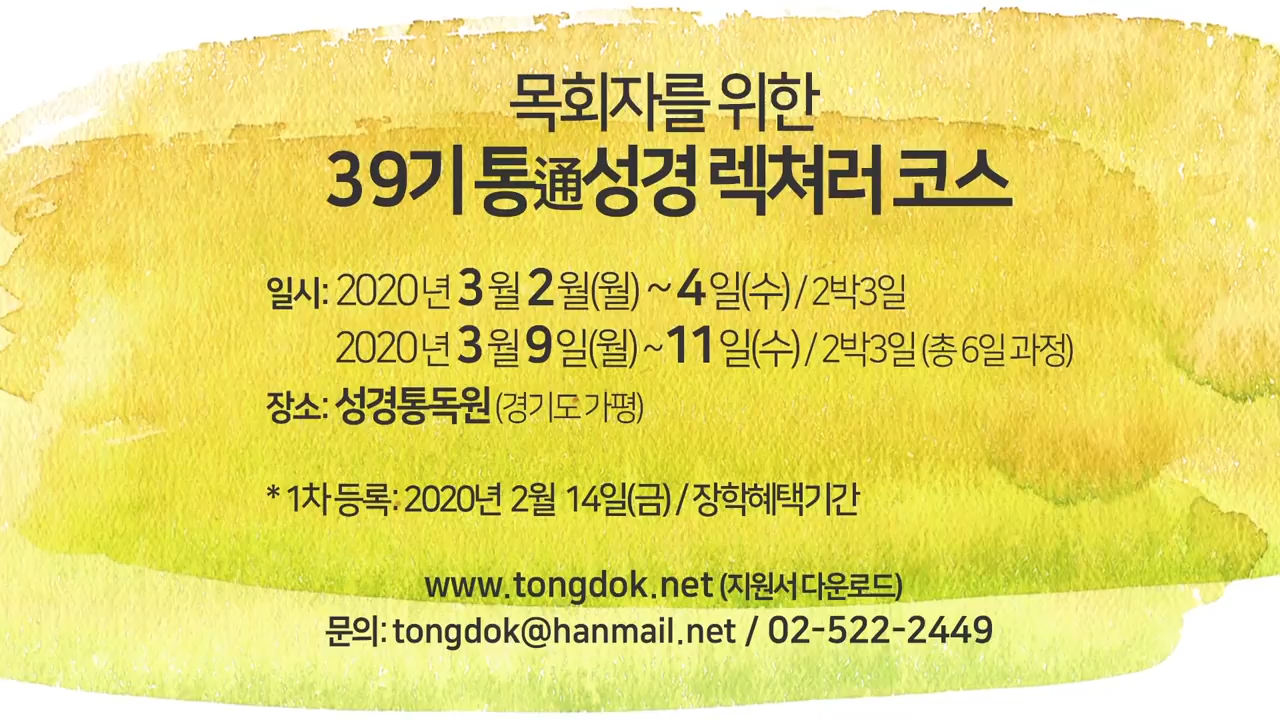 목회자를 위한
39기 통通성경 렉쳐러 코스
일시: 2020년 3월 2월(월) ~ 4일(수) / 2박3일
2020년 3월 9일(월) ~ 11일(수) / 2박3일 (총 6일 과정)
장소: 성경통독원 (경기도 가평)
* 1차 등록: 2020년 2월 14일(금) / 장학혜택기간
www.tongdok.net (지원서 다운로드)
문의: tongdok@hanmail.net / 02-522-2449